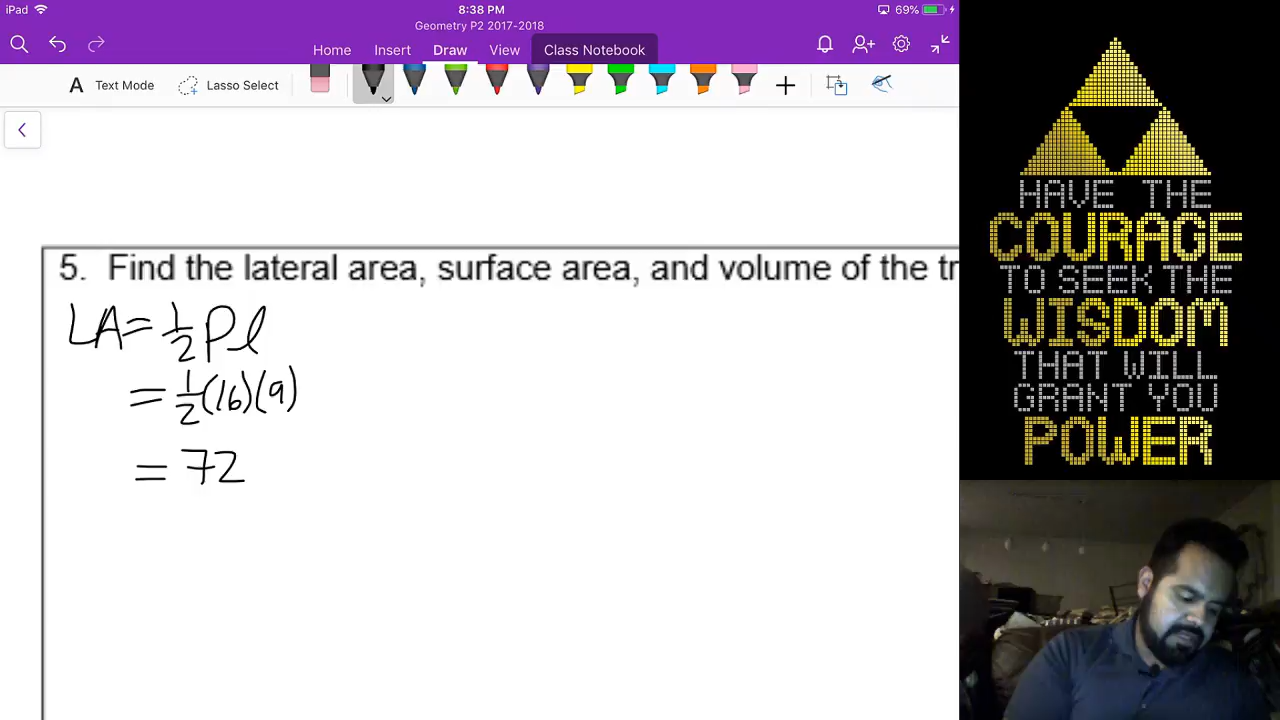 iPad 8:38 PM 69%
Geometry P2 2017-2018
Home Insert Draw View Class Notebook
A Text Mode Lasso Select
5. Find the lateral area, surface area, and volume of the tr
LA = 1/2 Pl
= 1/2 (16)(9)
= 72
HAVE THE
COURAGE
TO SEEK THE
WISDOM
THAT WILL
GRANT YOU
POWER